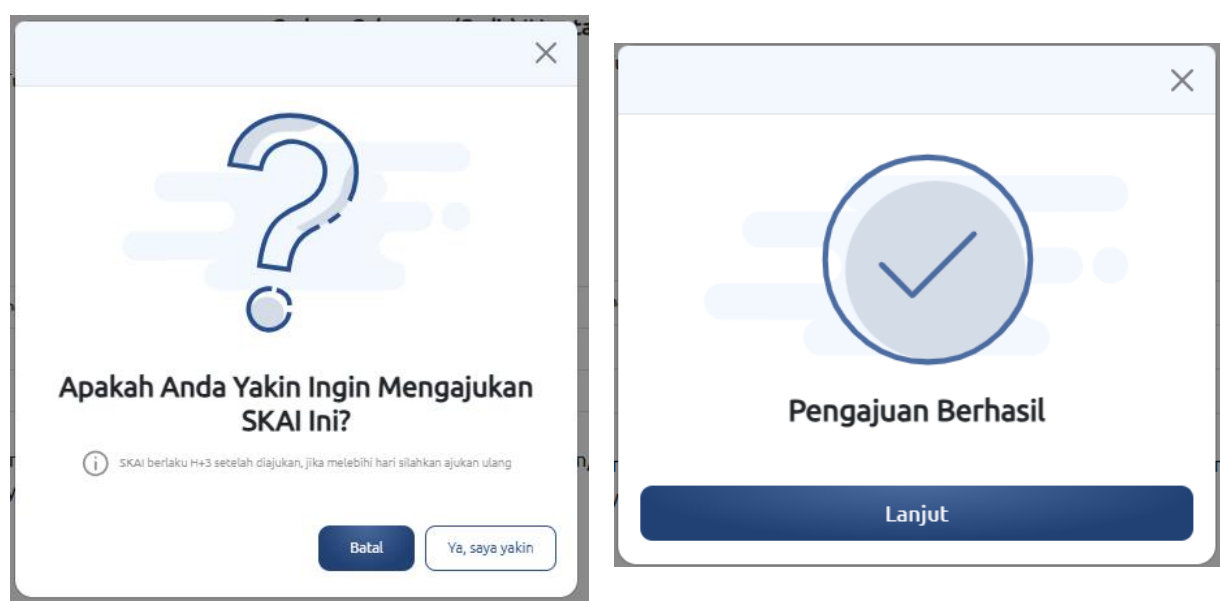 Apakah Anda Yakin Ingin Mengajukan
SKAI Ini?
SKAI berlaku H+3 setelah diajukan, jika melebihi hari silahkan ajukan ulang
Batal
Ya, saya yakin
Pengajuan Berhasil
Lanjut